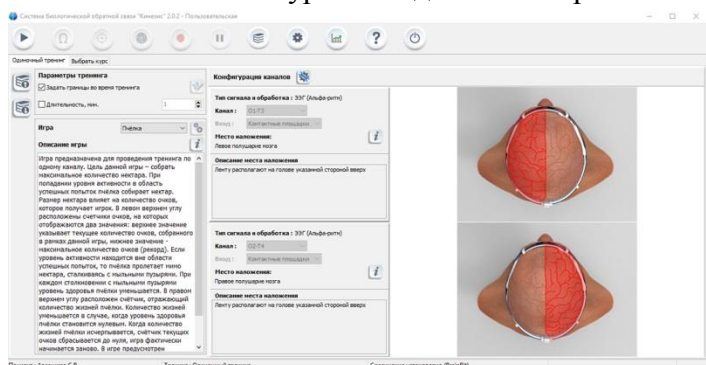 Система биологической обратной связи "Кинезис" 2.0.2 - Пользовательская
Одиночный тренинг Выбрать курс
Параметры тренинга
Задать границы во время тренинга
Длительность, мин. 1
Игра Пчёлка
Описание игры
Игра предназначена для проведения тренинга по
одному каналу. Цель данной игры – собрать
максимальное количество нектара. При
попадании уровня активности в область
успешных попыток пчёлка собирает нектар.
Размер нектара влияет на количество очков,
которое получает игрок. В левом верхнем углу
расположены счетчики очков, на которых
отображаются два значения: верхнее значение
указывает текущее количество очков, собранного
в рамках данной игры, нижнее значение -
максимальное количество очков (рекорд). Если
уровень активности находится вне области
успешных попыток, то пчёлка пролетает мимо
нектара, сталкиваясь с мыльными пузырями. При
каждом столкновении с мыльными пузырями
уровень здоровья пчёлки уменьшается. В правом
верхнем углу расположен счётчик, отражающий
количество жизней пчёлки. Количество жизней
уменьшается в случае, когда уровень здоровья
пчёлки становится нулевым. Когда количество
жизней пчёлки исчерпывается, счётчик текущих
очков сбрасывается до нуля, игра фактически
начинается заново. В игре предусмотрен
Конфигурация каналов
Тип сигнала и обработка : ЭЭГ (Альфа-ритм)
Канал : O1-T3
Вход : Контактные площадки
Место наложения:
Левое полушарие мозга
Описание места наложения
Ленту располагают на голове указанной стороной вверх
Тип сигнала и обработка : ЭЭГ (Альфа-ритм)
Канал : O2-T4
Вход : Контактные площадки
Место наложения:
Правое полушарие мозга
Описание места наложения
Ленту располагают на голове указанной стороной вверх